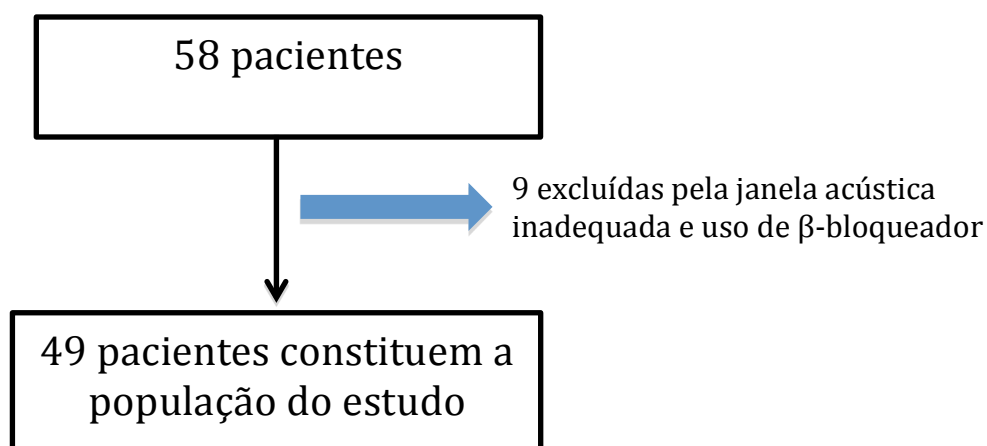 58 pacientes
9 excluídas pela janela acústica
inadequada e uso de β-bloqueador
49 pacientes constituem a
população do estudo